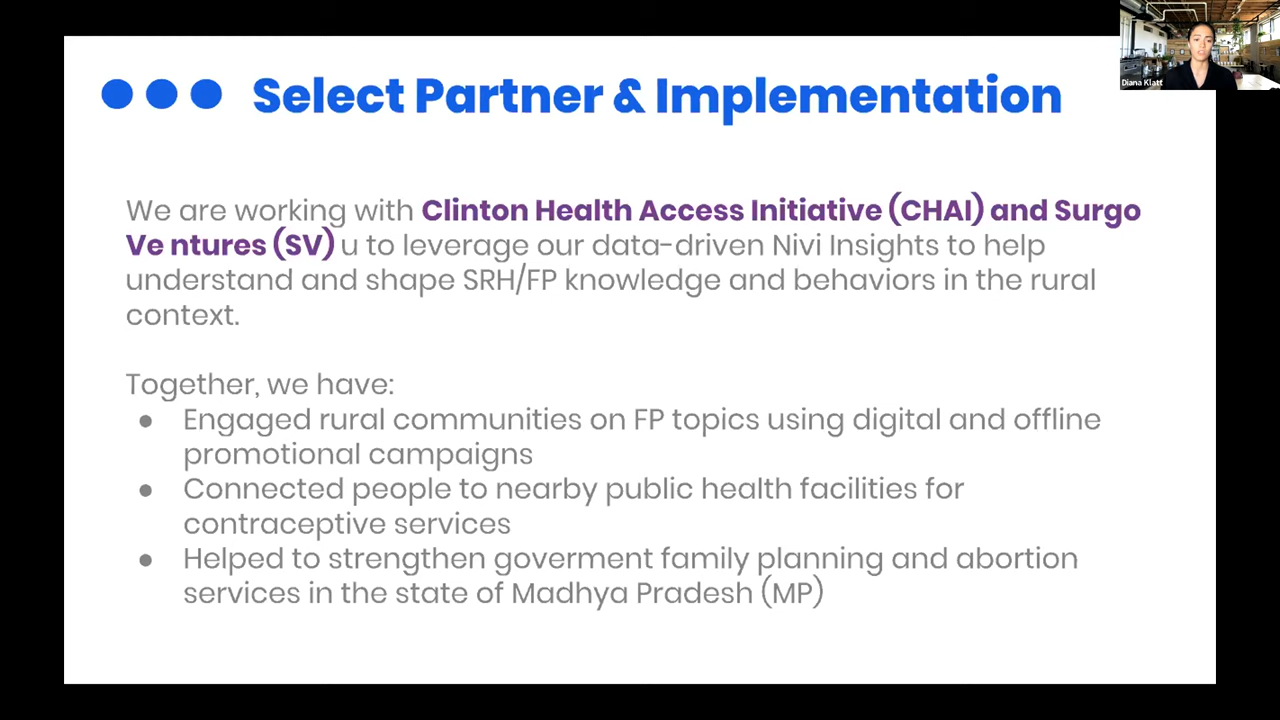 Select Partner & Implementation
Diana Klatt
We are working with Clinton Health Access Initiative (CHAI) and Surgo
Ve ntures (SV) u to leverage our data-driven Nivi Insights to help
understand and shape SRH/FP knowledge and behaviors in the rural
context.
Together, we have:
● Engaged rural communities on FP topics using digital and offline
promotional campaigns
● Connected people to nearby public health facilities for
contraceptive services
● Helped to strengthen goverment family planning and abortion
services in the state of Madhya Pradesh (MP)